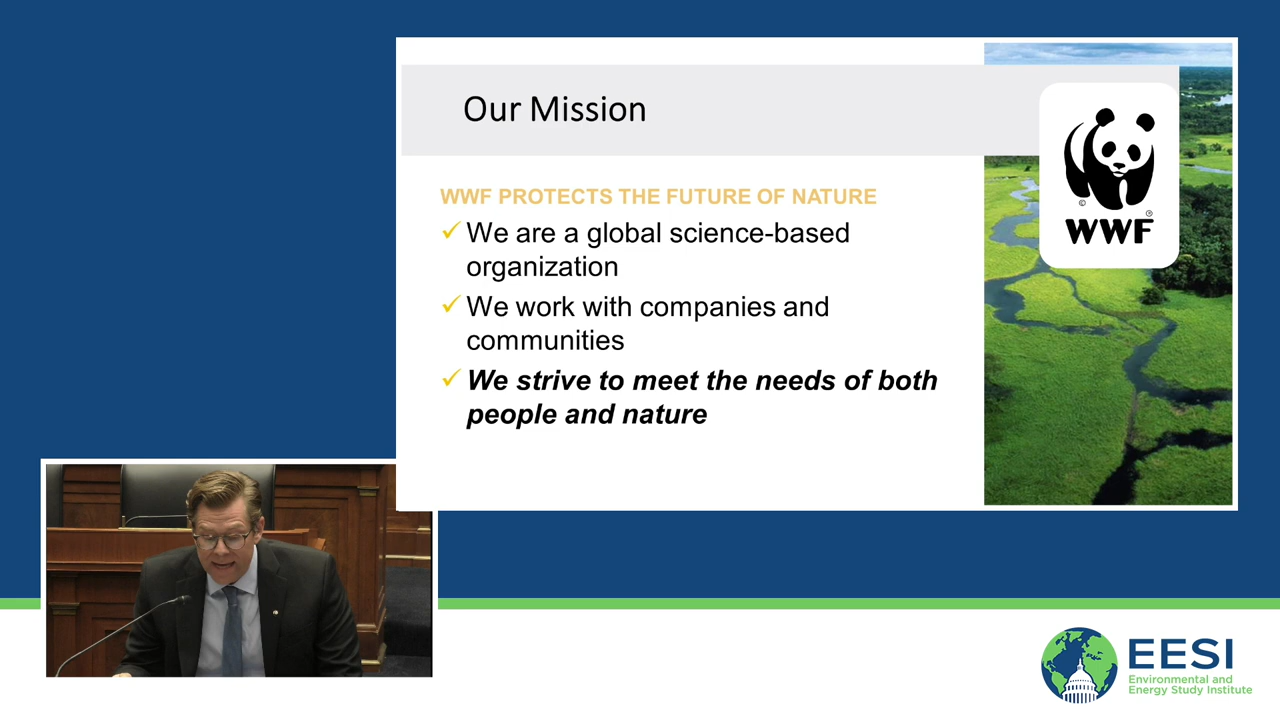 Our Mission
WWF PROTECTS THE FUTURE OF NATURE
We are a global science-based
organization
We work with companies and
communities
We strive to meet the needs of both
people and nature
©
®
WWF
EESI
Environmental and
Energy Study Institute